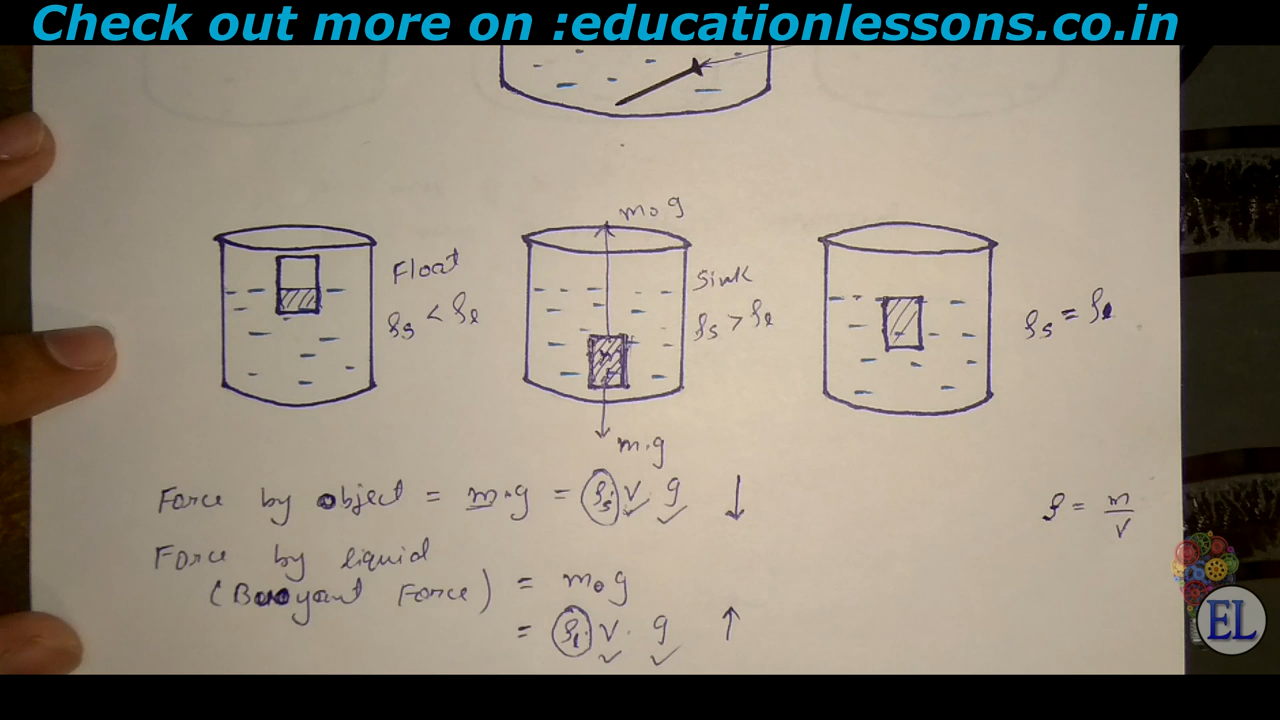 Check out more on :educationlessons.co.in
m₀g
Float
ρs < ρl
Sink
ρs > ρl
ρs = ρl
m.g
Force by object = m.g = ρs.v.g ↓
ρ = m/v
Force by liquid
(Buoyant Force) = m₀g
= ρl.v.g ↑
EL